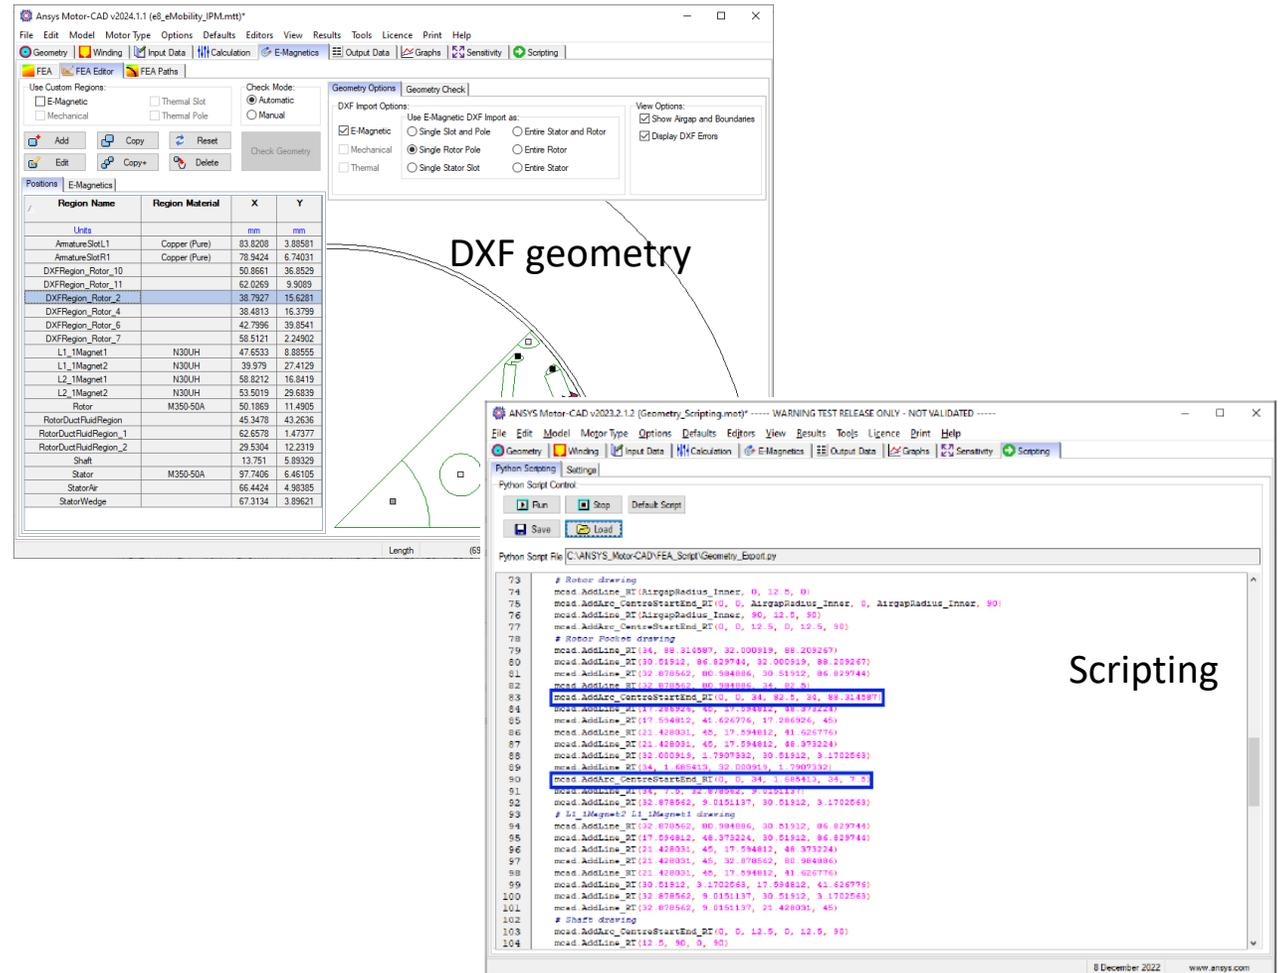 Ansys Motor-CAD v2024.1.1 (e8_eMobility_IPM.mtt)*
File Edit Model Motor Type Options Defaults Editors View Results Tools Licence Print Help
Geometry Winding Input Data Calculation E-Magnetics Output Data Graphs Sensitivity Scripting
FEA FEA Editor FEA Paths
Use Custom Regions:
E-Magnetic Thermal Slot
Mechanical Thermal Pole
Check Mode:
Automatic
Manual
Add Copy Reset
Edit Copy+ Delete
Check Geometry
Geometry Options Geometry Check
DXF Import Options:
E-Magnetic
Mechanical
Thermal
Use E-Magnetic DXF Import as:
Single Slot and Pole Entire Stator and Rotor
Single Rotor Pole Entire Rotor
Single Stator Slot Entire Stator
View Options:
Show Airgap and Boundaries
Display DXF Errors
Positions E-Magnetics
/ Region Name Region Material X Y
Units mm mm
ArmatureSlotL1 Copper (Pure) 83.8208 3.88581
ArmatureSlotR1 Copper (Pure) 78.9424 6.74031
DXFRegion_Rotor_10 50.8661 36.8529
DXFRegion_Rotor_11 62.0269 9.9089
DXFRegion_Rotor_2 38.7927 15.6281
DXFRegion_Rotor_4 38.4813 16.3799
DXFRegion_Rotor_6 42.7996 39.8541
DXFRegion_Rotor_7 58.5121 2.24902
L1_1Magnet1 N30UH 47.6533 8.88555
L1_1Magnet2 N30UH 39.979 27.4129
L2_1Magnet1 N30UH 58.8212 16.8419
L2_1Magnet2 N30UH 53.5019 29.6839
Rotor M350-50A 50.1869 11.4905
RotorDuctFluidRegion 45.3478 43.2636
RotorDuctFluidRegion_1 62.6578 1.47377
RotorDuctFluidRegion_2 29.5304 12.2319
Shaft 13.751 5.89329
Stator M350-50A 97.7406 6.46105
StatorAir 66.4424 4.98385
StatorWedge 67.3134 3.89621
DXF geometry
Length (69
ANSYS Motor-CAD v2023.2.1.2 (Geometry_Scripting.mot)* ----- WARNING TEST RELEASE ONLY - NOT VALIDATED -----
File Edit Model Motor Type Options Defaults Editors View Results Tools Licence Print Help
Geometry Winding Input Data Calculation E-Magnetics Output Data Graphs Sensitivity Scripting
Python Scripting Settings
Python Script Control:
Run Stop Default Script
Save Load
Python Script File C:\ANSYS_Motor-CAD\FEA_Script\Geometry_Export.py
73 # Rotor drawing
74 mcad.AddLine_RT(AirgapRadius_Inner, 0, 12.5, 0)
75 mcad.AddArc_CentreStartEnd_RT(0, 0, AirgapRadius_Inner, 0, AirgapRadius_Inner, 90)
76 mcad.AddLine_RT(AirgapRadius_Inner, 90, 12.5, 90)
77 mcad.AddArc_CentreStartEnd_RT(0, 0, 12.5, 0, 12.5, 90)
78 # Rotor Pocket drawing
79 mcad.AddLine_RT(34, 88.314587, 32.000919, 88.209267)
80 mcad.AddLine_RT(30.51912, 86.829744, 32.000919, 88.209267)
81 mcad.AddLine_RT(32.878562, 80.984886, 30.51912, 86.829744)
82 mcad.AddLine_RT(32.878562, 80.984886, 34, 82.5)
83 mcad.AddArc_CentreStartEnd_RT(0, 0, 34, 82.5, 34, 88.314587)
84 mcad.AddLine_RT(17.286926, 45, 17.594812, 48.373224)
85 mcad.AddLine_RT(17.594812, 41.626776, 17.286926, 45)
86 mcad.AddLine_RT(21.428031, 45, 17.594812, 41.626776)
87 mcad.AddLine_RT(21.428031, 45, 17.594812, 48.373224)
88 mcad.AddLine_RT(32.000919, 1.7907332, 30.51912, 3.1702563)
89 mcad.AddLine_RT(34, 1.685413, 32.000919, 1.7907332)
90 mcad.AddArc_CentreStartEnd_RT(0, 0, 34, 1.685413, 34, 7.5)
91 mcad.AddLine_RT(34, 7.5, 32.878562, 9.0151137)
92 mcad.AddLine_RT(32.878562, 9.0151137, 30.51912, 3.1702563)
93 # L1_1Magnet2 L1_1Magnet1 drawing
94 mcad.AddLine_RT(32.878562, 80.984886, 30.51912, 86.829744)
95 mcad.AddLine_RT(17.594812, 48.373224, 30.51912, 86.829744)
96 mcad.AddLine_RT(21.428031, 45, 17.594812, 48.373224)
97 mcad.AddLine_RT(21.428031, 45, 32.878562, 80.984886)
98 mcad.AddLine_RT(21.428031, 45, 17.594812, 41.626776)
99 mcad.AddLine_RT(30.51912, 3.1702563, 17.594812, 41.626776)
100 mcad.AddLine_RT(32.878562, 9.0151137, 30.51912, 3.1702563)
101 mcad.AddLine_RT(32.878562, 9.0151137, 21.428031, 45)
102 # Shaft drawing
103 mcad.AddArc_CentreStartEnd_RT(0, 0, 12.5, 0, 12.5, 90)
104 mcad.AddLine_RT(12.5, 90, 0, 90)
Scripting
8 December 2022 www.ansys.com